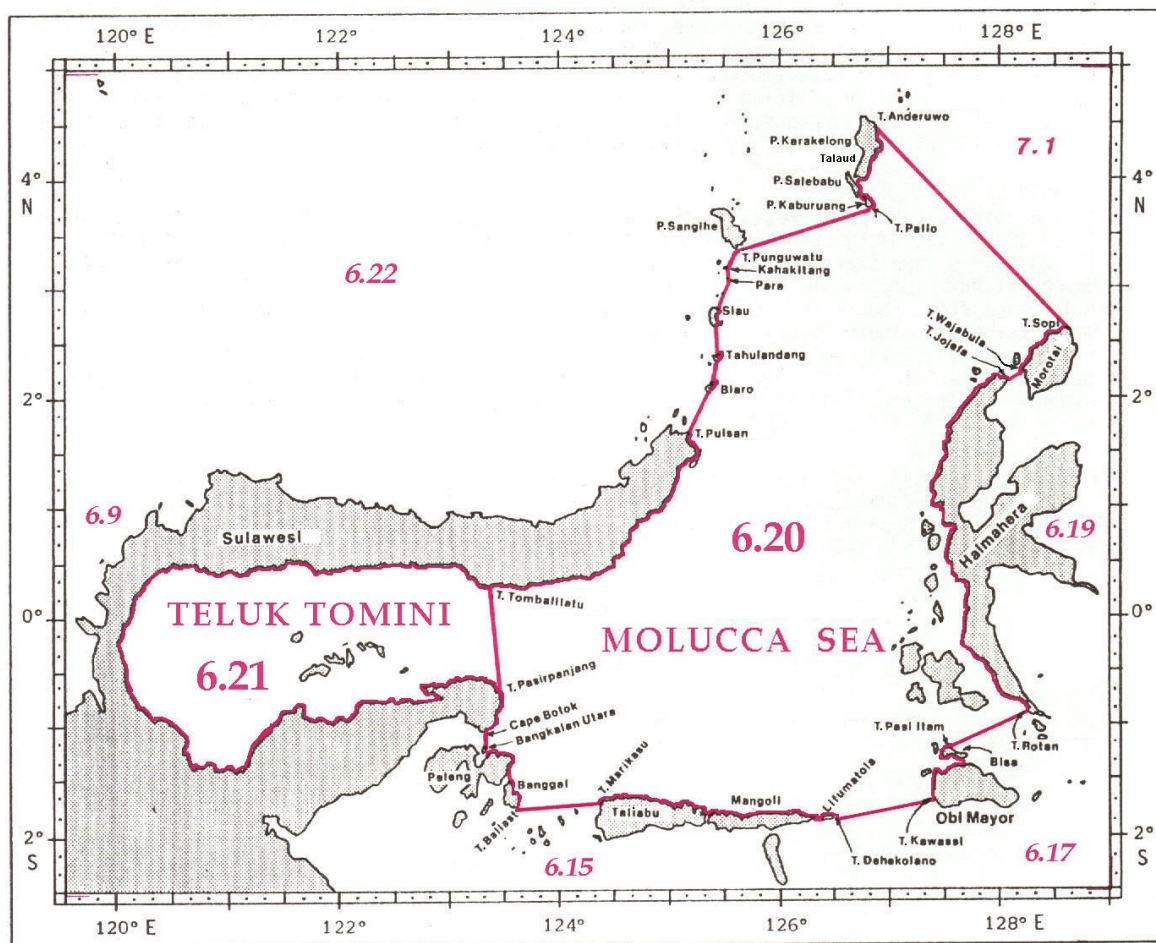 120° E
122°
124°
126°
128° E
T. Anderuwo
7.1
P. Karakelong
Talaud
4°
N
P. Salebabu
4°
N
P. Kaburuang
T. Pallo
P. Sangihe
T. Punguwatu
6.22
Kahakitang
Para
Siau
T. Wajabula
T. Sopi
T. Jojefa
Tahulandang
Morotai
2°
Biaro
2°
T. Pulsan
6.9
Sulawesi
6.20
Halmahera
6.19
0°
TELUK TOMINI
T. Tombalilatu
0°
6.21
MOLUCCA SEA
T. Pasirpanjang
Cape Botok
Bangkalan Utara
T. Pasi Itam
T. Rotan
Bisa
Peleng
Banggai
T. Marikasu
Taliabu
Mangoli
Lifumatola
Obi Mayor
2°
S
T. Ballast
T. Kawassi
2°
S
6.15
T. Dehekolano
6.17
120° E
122°
124°
126°
128° E